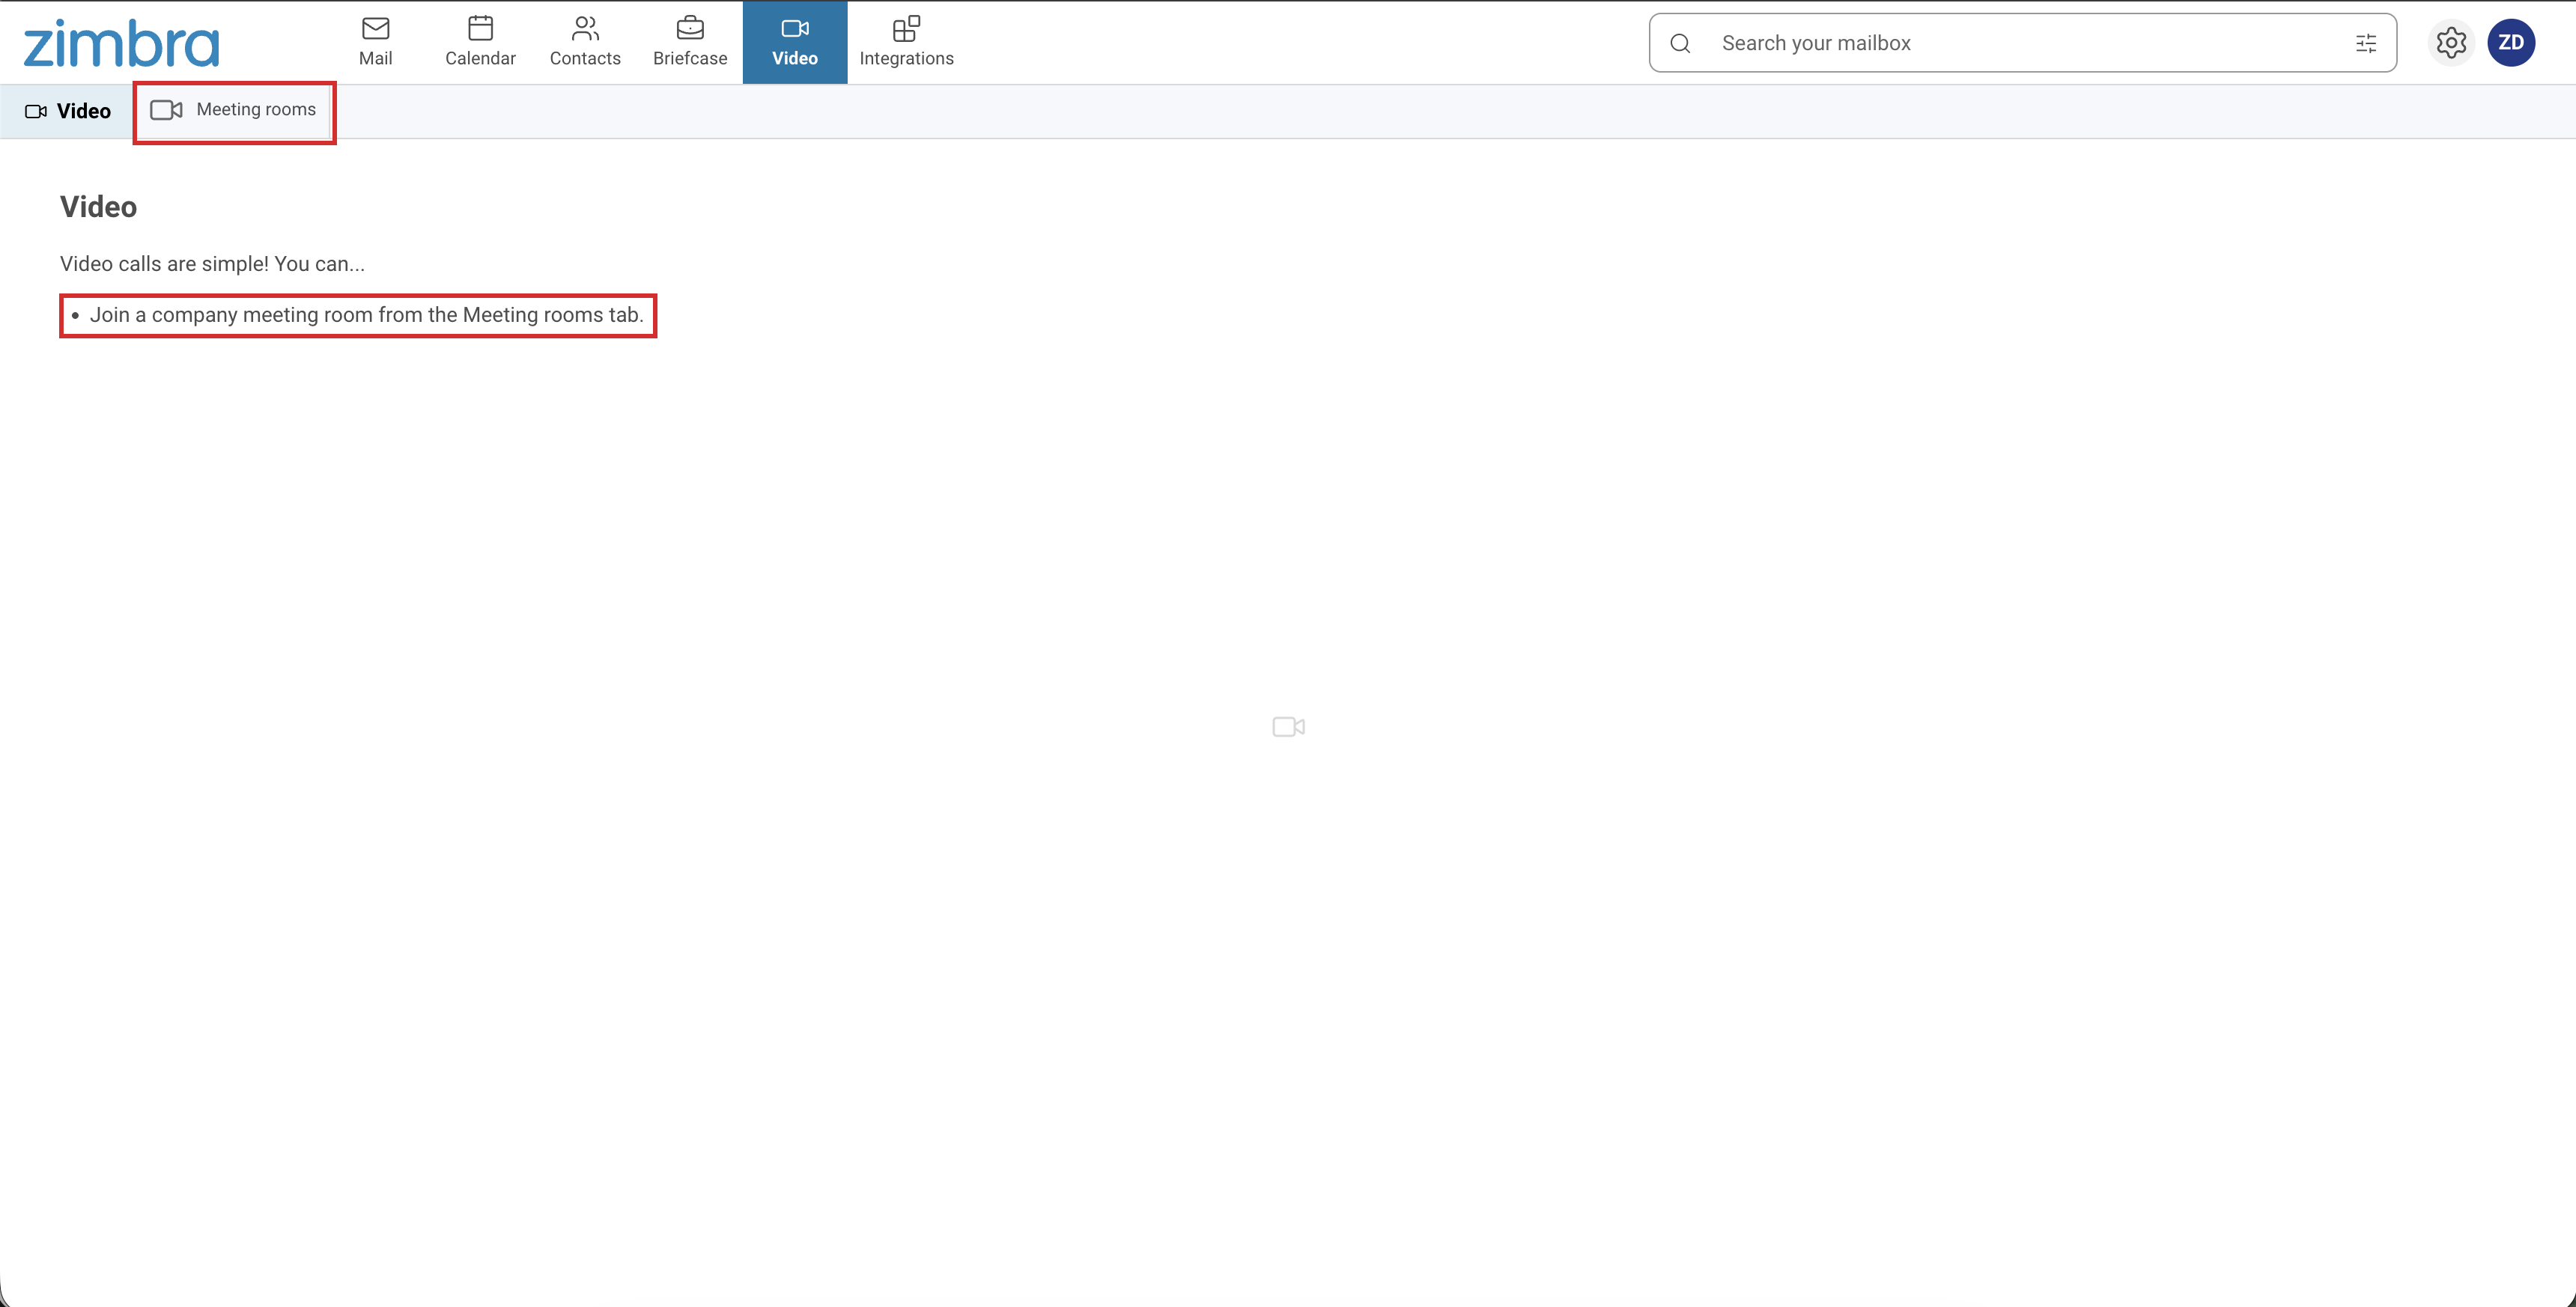 zimbra
Mail
Calendar
Contacts
Briefcase
Video
Integrations
Search your mailbox
ZD
Video
Meeting rooms
Video
Video calls are simple! You can...
• Join a company meeting room from the Meeting rooms tab.